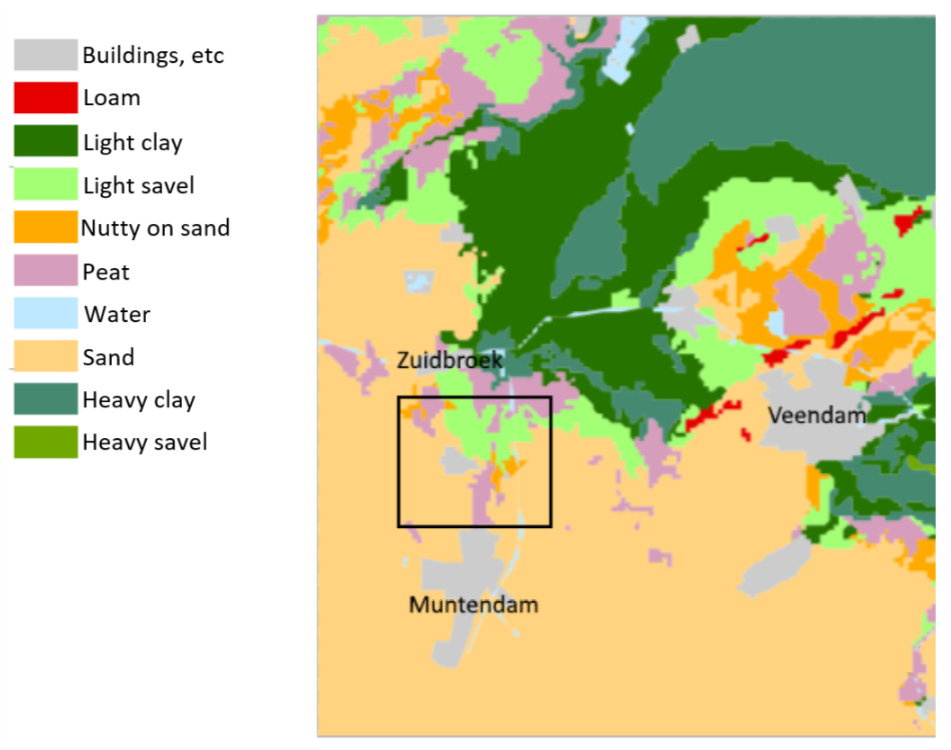 Buildings, etc
Loam
Light clay
Light savel
Nutty on sand
Peat
Water
Sand
Heavy clay
Heavy savel
Zuidbroek
Veendam
Muntendam